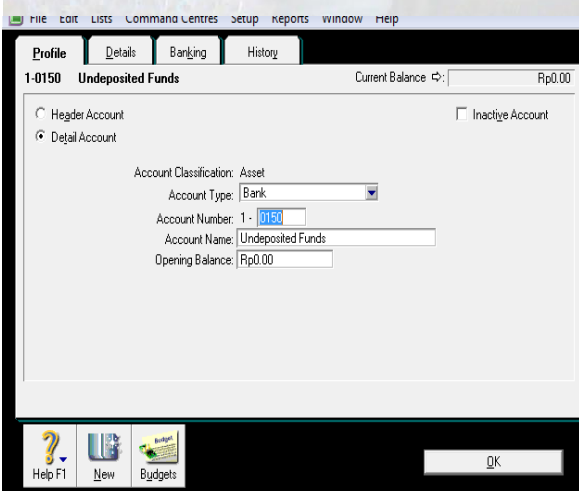 File Edit Lists Command Centres Setup Reports Window Help
Profile Details Banking History
1-0150 Undeposited Funds Current Balance ⇨: Rp0.00
Header Account Inactive Account
Detail Account
Account Classification: Asset
Account Type: Bank
Account Number: 1 - 0150
Account Name: Undeposited Funds
Opening Balance: Rp0.00
Budget
Help F1 New Budgets OK